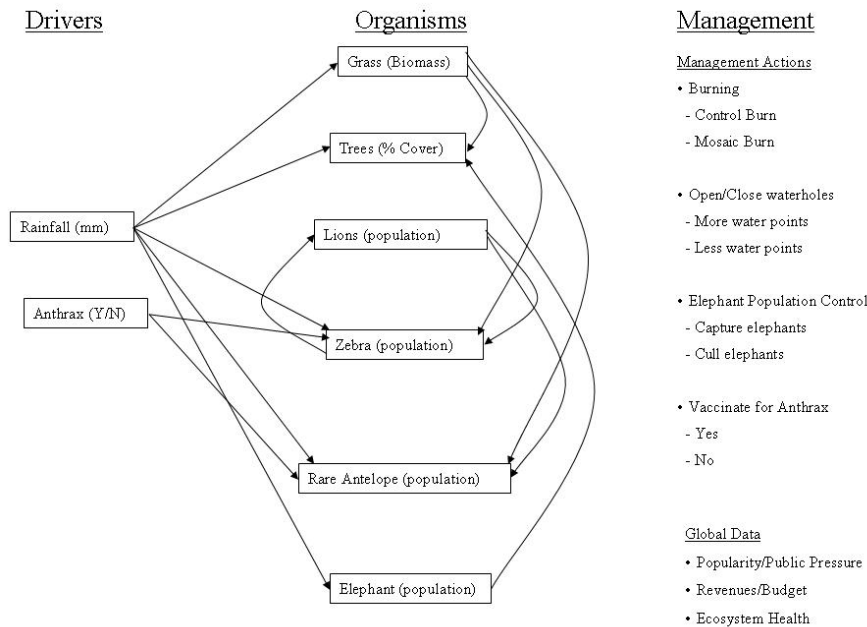 Drivers
Organisms
Management
Grass (Biomass)
Trees (% Cover)
Rainfall (mm)
Lions (population)
Anthrax (Y/N)
Zebra (population)
Rare Antelope (population)
Elephant (population)
Management Actions
• Burning
- Control Burn
- Mosaic Burn
• Open/Close waterholes
- More water points
- Less water points
• Elephant Population Control
- Capture elephants
- Cull elephants
• Vaccinate for Anthrax
- Yes
- No
Global Data
• Popularity/Public Pressure
• Revenues/Budget
• Ecosystem Health